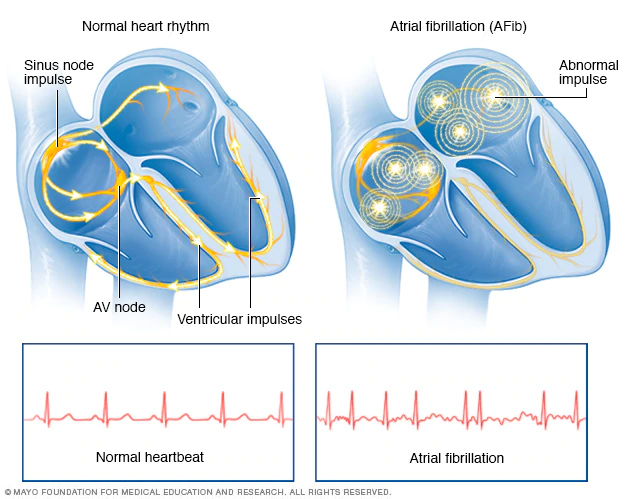 Normal heart rhythm
Atrial fibrillation (AFib)
Sinus node
impulse
Abnormal
impulse
AV node
Ventricular impulses
Normal heartbeat
Atrial fibrillation
© MAYO FOUNDATION FOR MEDICAL EDUCATION AND RESEARCH. ALL RIGHTS RESERVED.